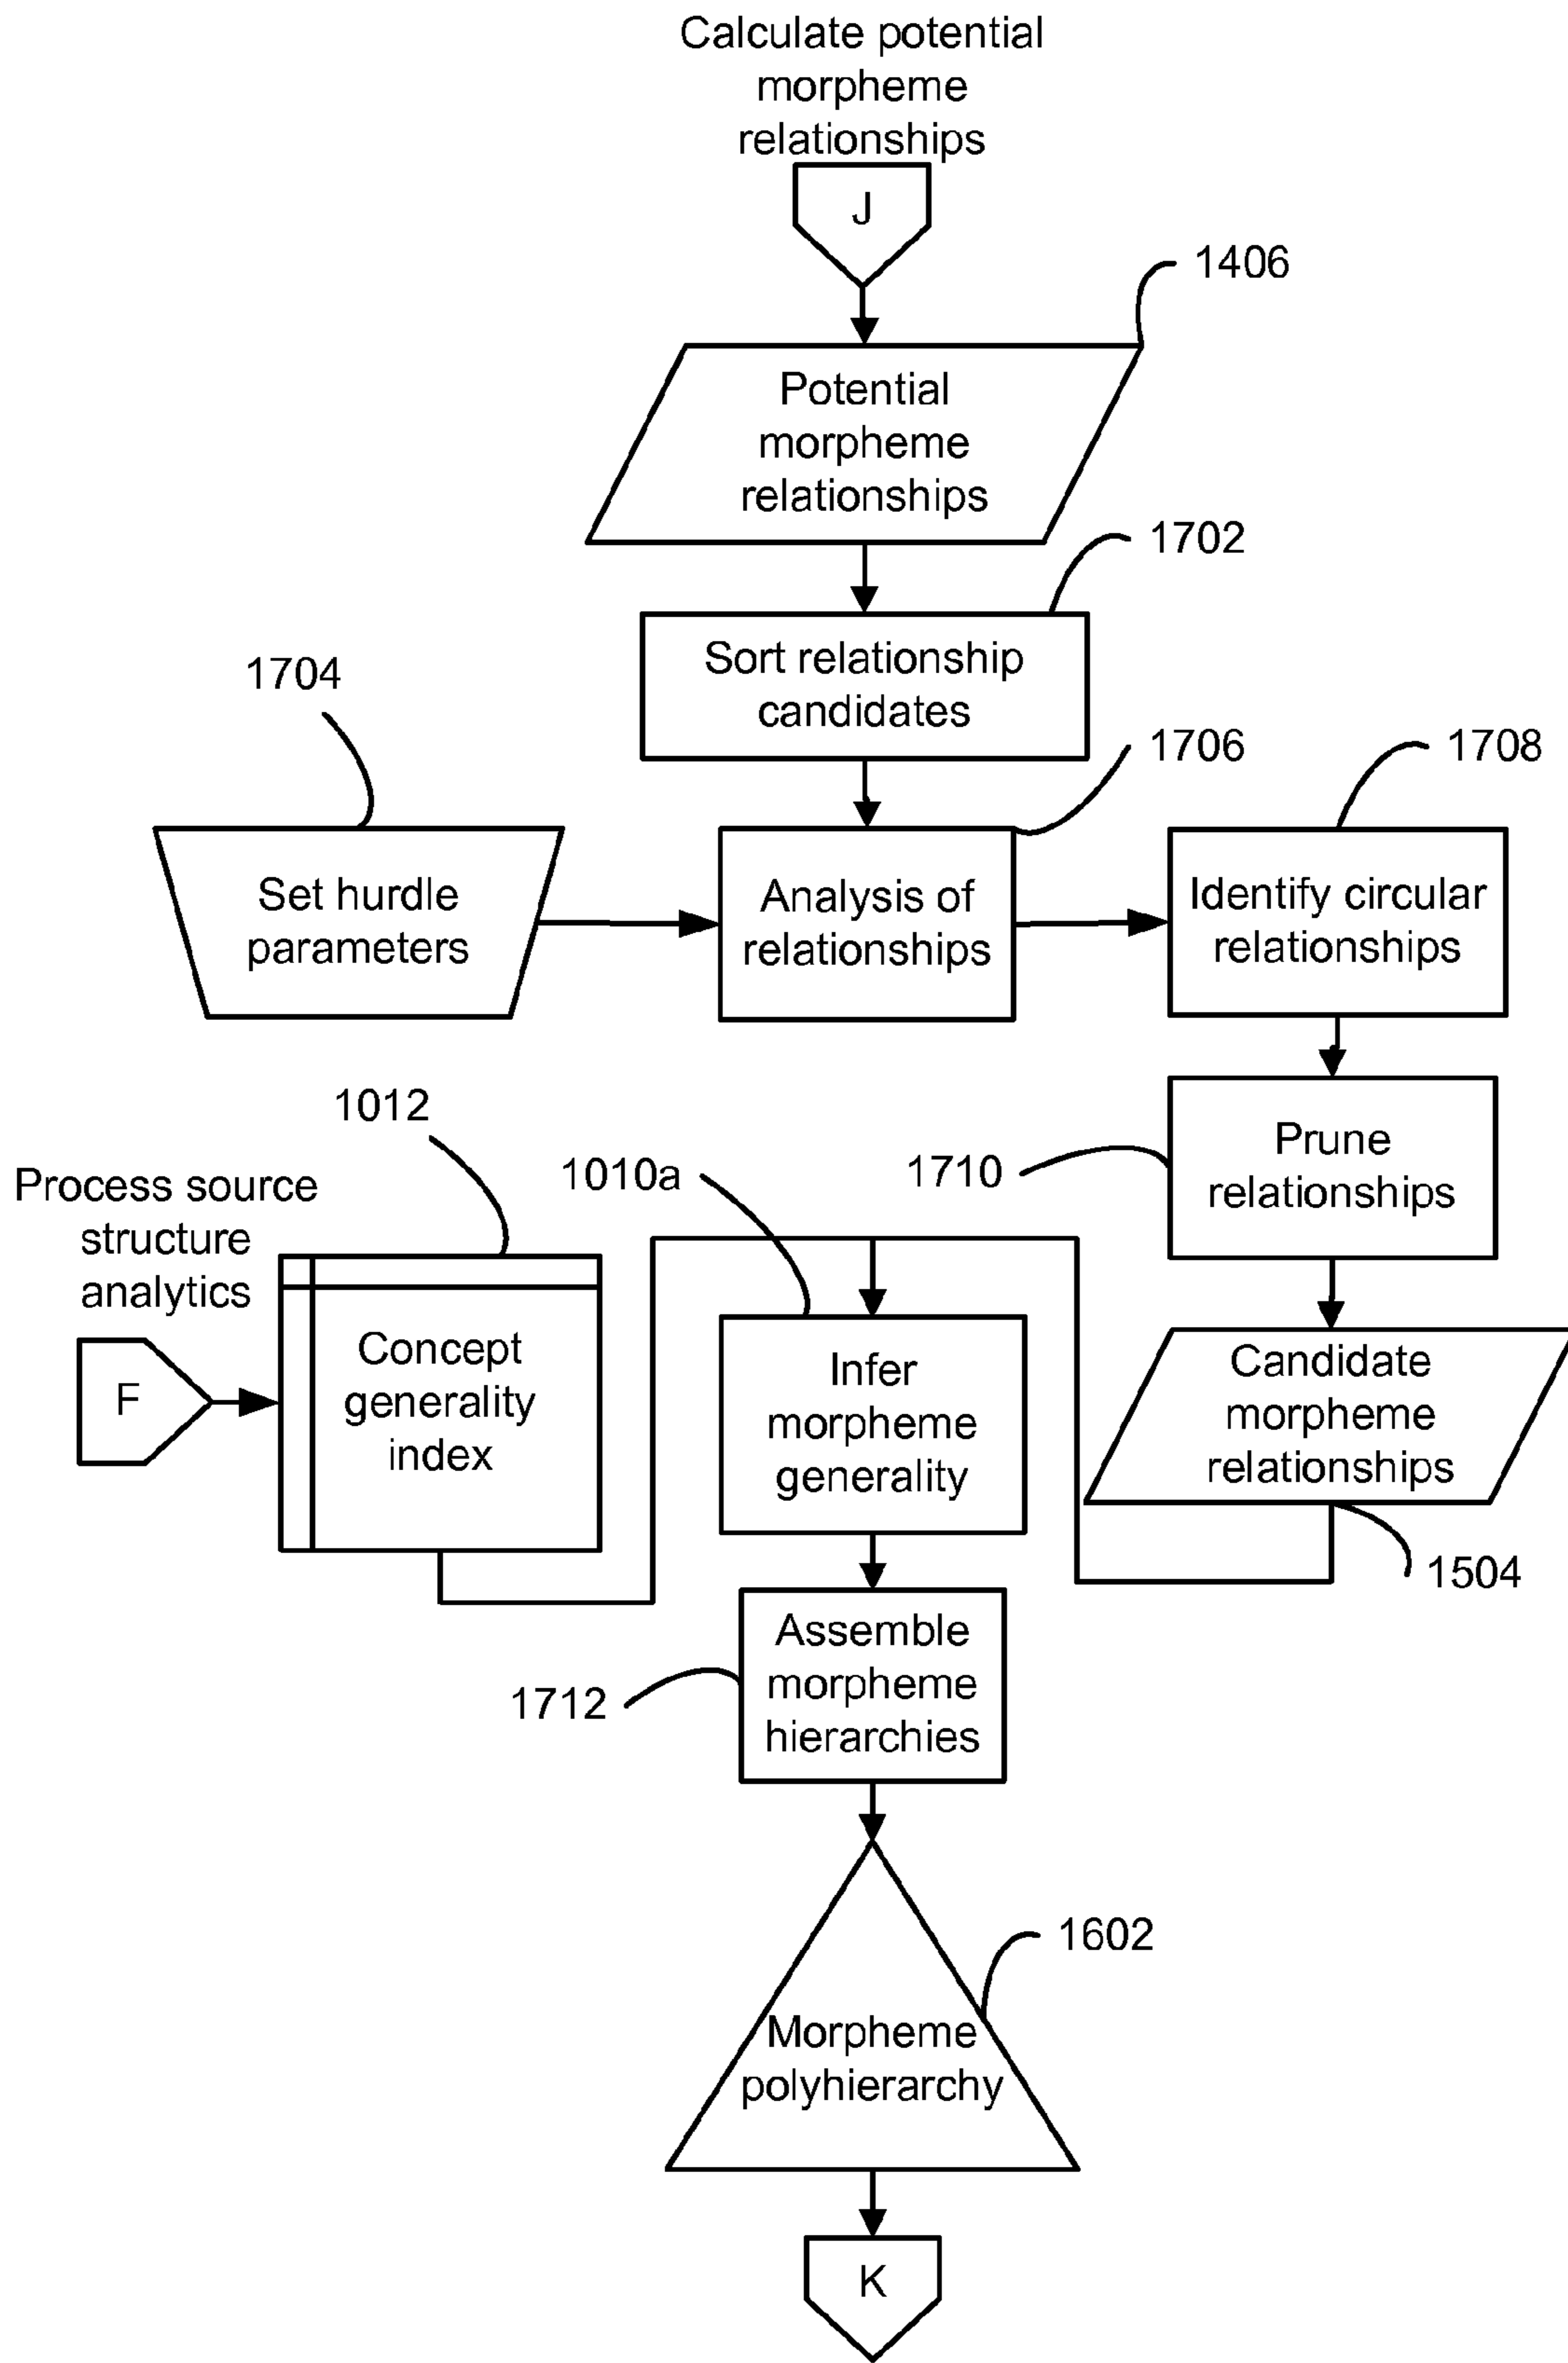 Calculate potential
morpheme
relationships
J
1406
Potential
morpheme
relationships
1702
Sort relationship
candidates
1704
1706
1708
Set hurdle
parameters
Analysis of
relationships
Identify circular
relationships
1012
1010a
1710
Prune
relationships
Process source
structure
analytics
F
Concept
generality
index
Infer
morpheme
generality
Candidate
morpheme
relationships
1504
Assemble
morpheme
hierarchies
1712
1602
Morpheme
polyhierarchy
K